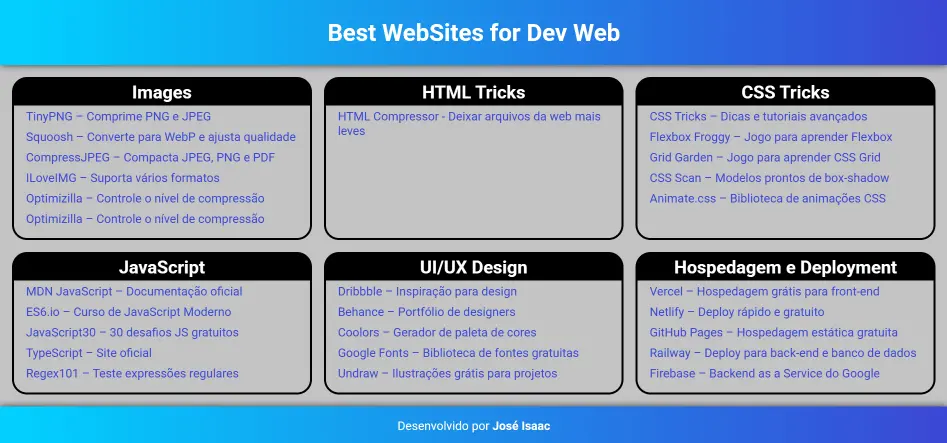 Best WebSites for Dev Web
Images
TinyPNG – Comprime PNG e JPEG
Squoosh – Converte para WebP e ajusta qualidade
CompressJPEG – Compacta JPEG, PNG e PDF
ILoveIMG – Suporta vários formatos
Optimizilla – Controle o nível de compressão
Optimizilla – Controle o nível de compressão
HTML Tricks
HTML Compressor - Deixar arquivos da web mais
leves
CSS Tricks
CSS Tricks – Dicas e tutoriais avançados
Flexbox Froggy – Jogo para aprender Flexbox
Grid Garden – Jogo para aprender CSS Grid
CSS Scan – Modelos prontos de box-shadow
Animate.css – Biblioteca de animações CSS
JavaScript
MDN JavaScript – Documentação oficial
ES6.io – Curso de JavaScript Moderno
JavaScript30 – 30 desafios JS gratuitos
TypeScript – Site oficial
Regex101 – Teste expressões regulares
UI/UX Design
Dribbble – Inspiração para design
Behance – Portfólio de designers
Coolors – Gerador de paleta de cores
Google Fonts – Biblioteca de fontes gratuitas
Undraw – Ilustrações grátis para projetos
Hospedagem e Deployment
Vercel – Hospedagem grátis para front-end
Netlify – Deploy rápido e gratuito
GitHub Pages – Hospedagem estática gratuita
Railway – Deploy para back-end e banco de dados
Firebase – Backend as a Service do Google
Desenvolvido por José Isaac